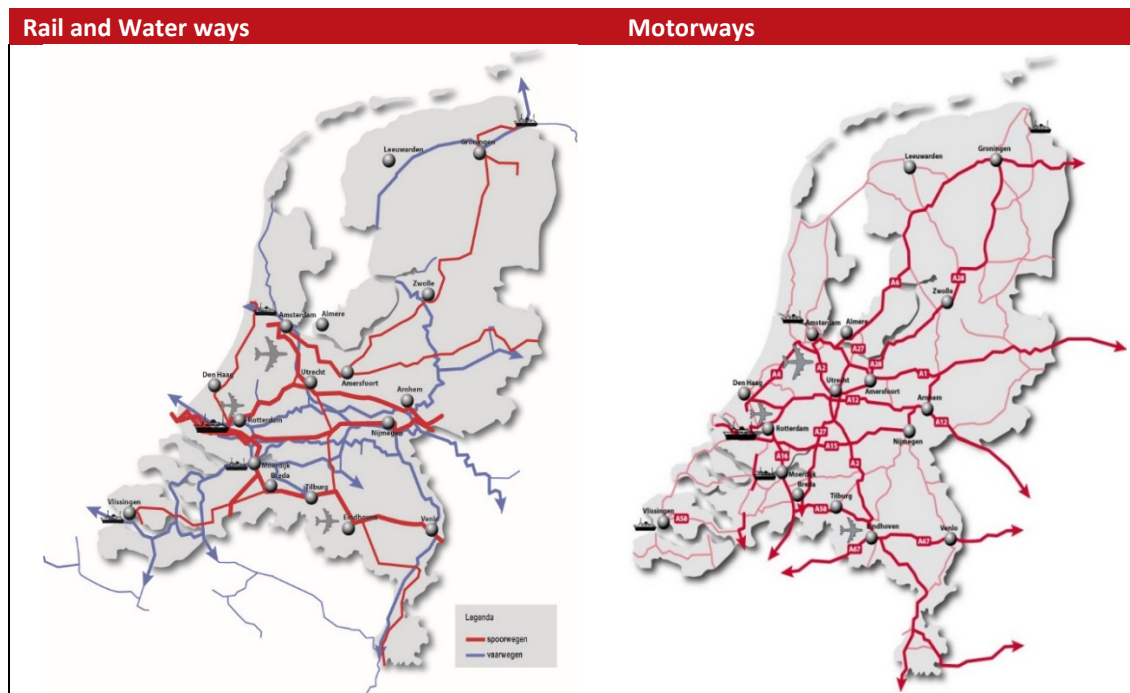 Rail and Water ways
Motorways
Leeuwarden
Groningen
Zwolle
Amsterdam
Almere
Den Haag
Utrecht
Amersfoort
Arnhem
Rotterdam
Nijmegen
Moerdijk
Breda
Tilburg
Vlissingen
Eindhoven
Venlo
Legenda
spoorwegen
vaarwegen
Leeuwarden
Groningen
A6
A28
Zwolle
Amsterdam
Almere
A27
A28
A4
A2
A1
Den Haag
Utrecht
Amersfoort
A12
Arnhem
A12
Rotterdam
A27
Nijmegen
A15
A16
A2
Moerdijk
Breda
Tilburg
Vlissingen
A58
A58
Eindhoven
Venlo
A67
A67